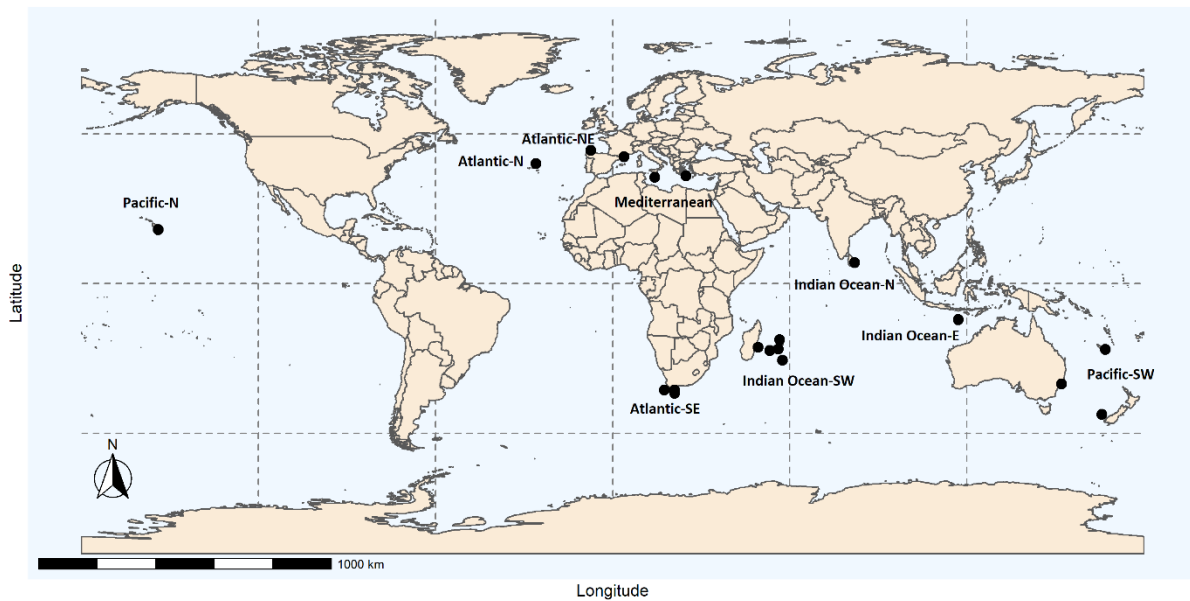 Atlantic-NE
Atlantic-N
Mediterranean
Pacific-N
Indian Ocean-N
Indian Ocean-E
Pacific-SW
Indian Ocean-SW
Atlantic-SE
Latitude
N
1000 km
Longitude